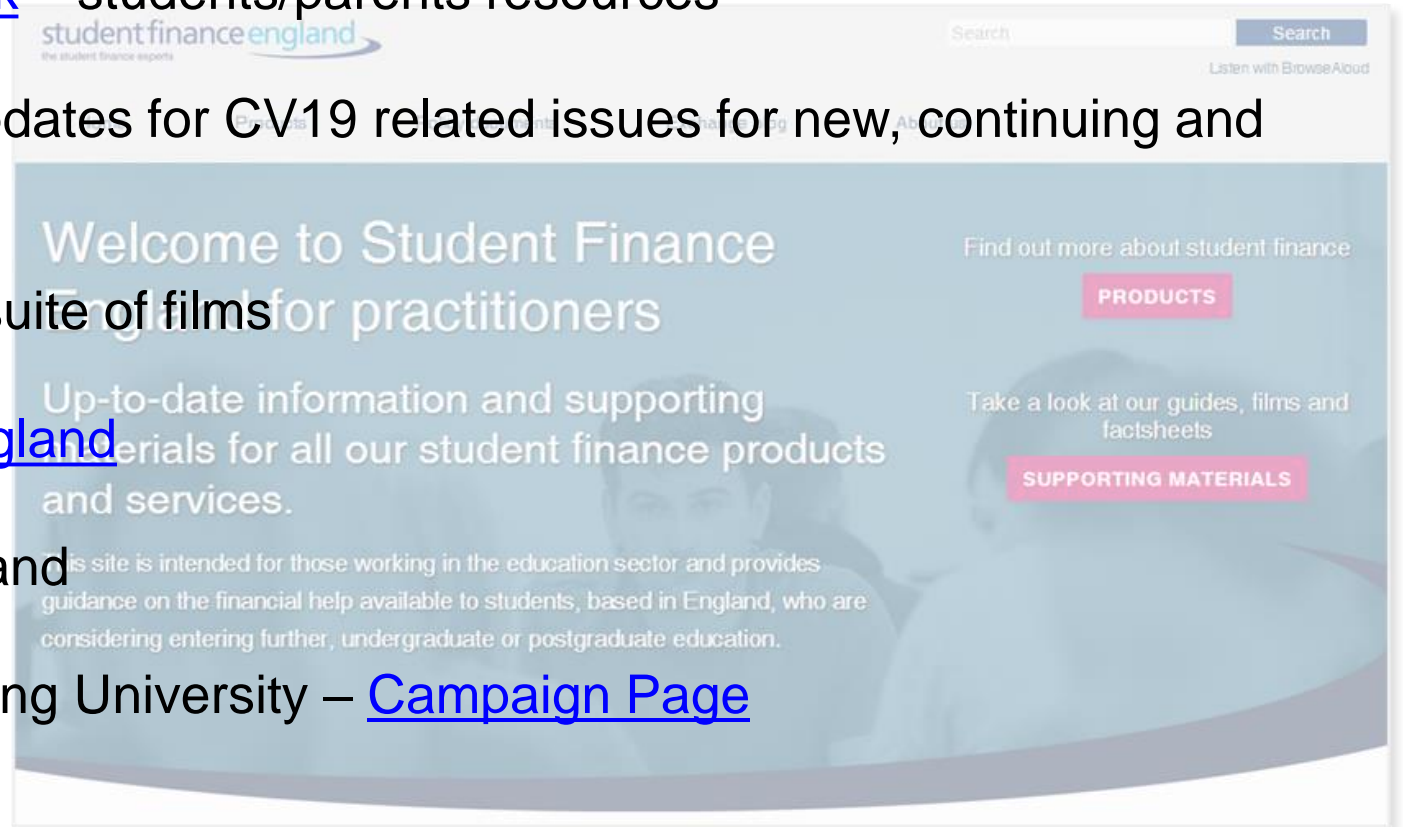 students/parents resources
studentfinanceengland
the student finance experts
Search
Search
Listen with BrowseAloud
dates for CV19 related issues for new, continuing and
Products
About us
Welcome to Student Finance
England for practitioners
Find out more about student finance
PRODUCTS
uite of films
Up-to-date information and supporting
materials for all our student finance products
and services.
Take a look at our guides, films and
factsheets
SUPPORTING MATERIALS
gland
and
This site is intended for those working in the education sector and provides
guidance on the financial help available to students, based in England, who are
considering entering further, undergraduate or postgraduate education.
ng University – Campaign Page